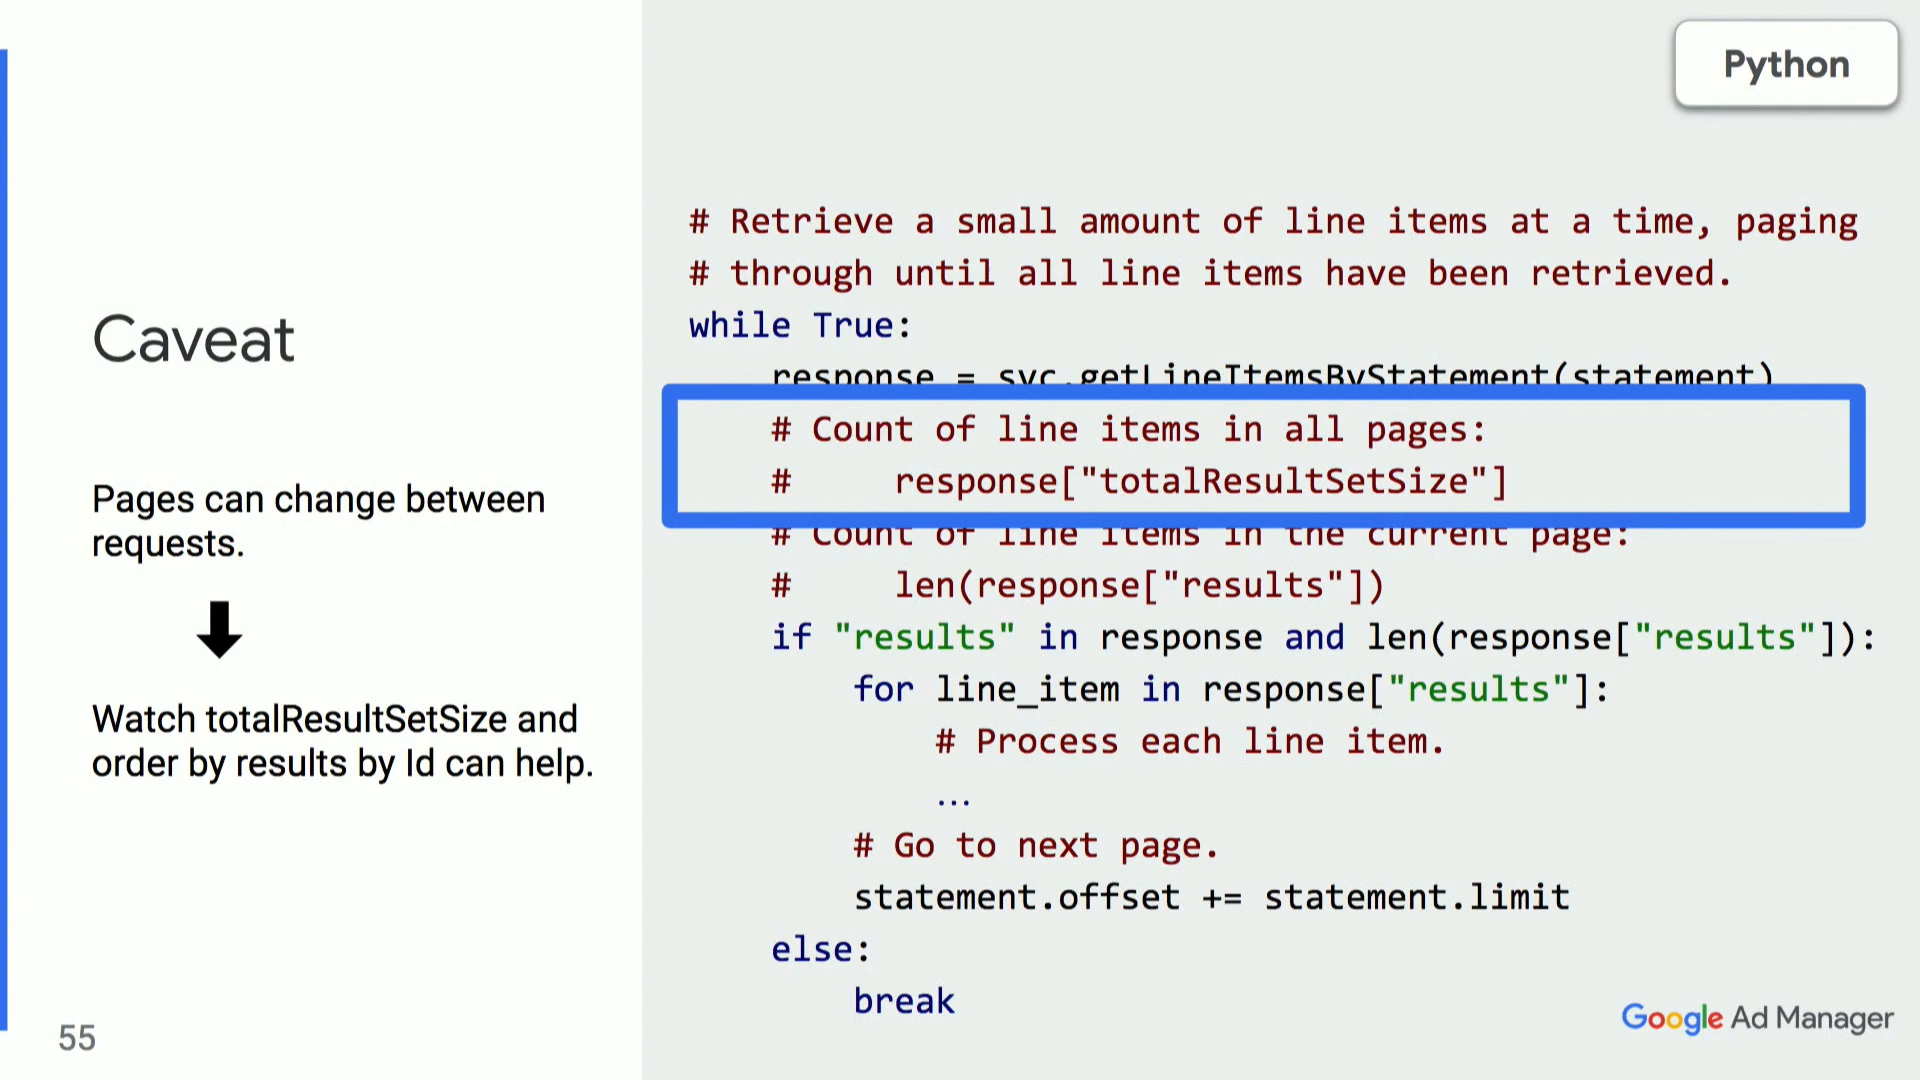 Python
Caveat
Pages can change between
requests.
Watch totalResultSetSize and
order by results by Id can help.
# Retrieve a small amount of line items at a time, paging
# through until all line items have been retrieved.
while True:
    response = svc.getLineItemsByStatement(statement)
    # Count of line items in all pages:
    #     response["totalResultSetSize"]
    # Count of line items in the current page:
    #     len(response["results"])
    if "results" in response and len(response["results"]):
        for line_item in response["results"]:
            # Process each line item.
            ...
        # Go to next page.
        statement.offset += statement.limit
    else:
        break
55
Google Ad Manager